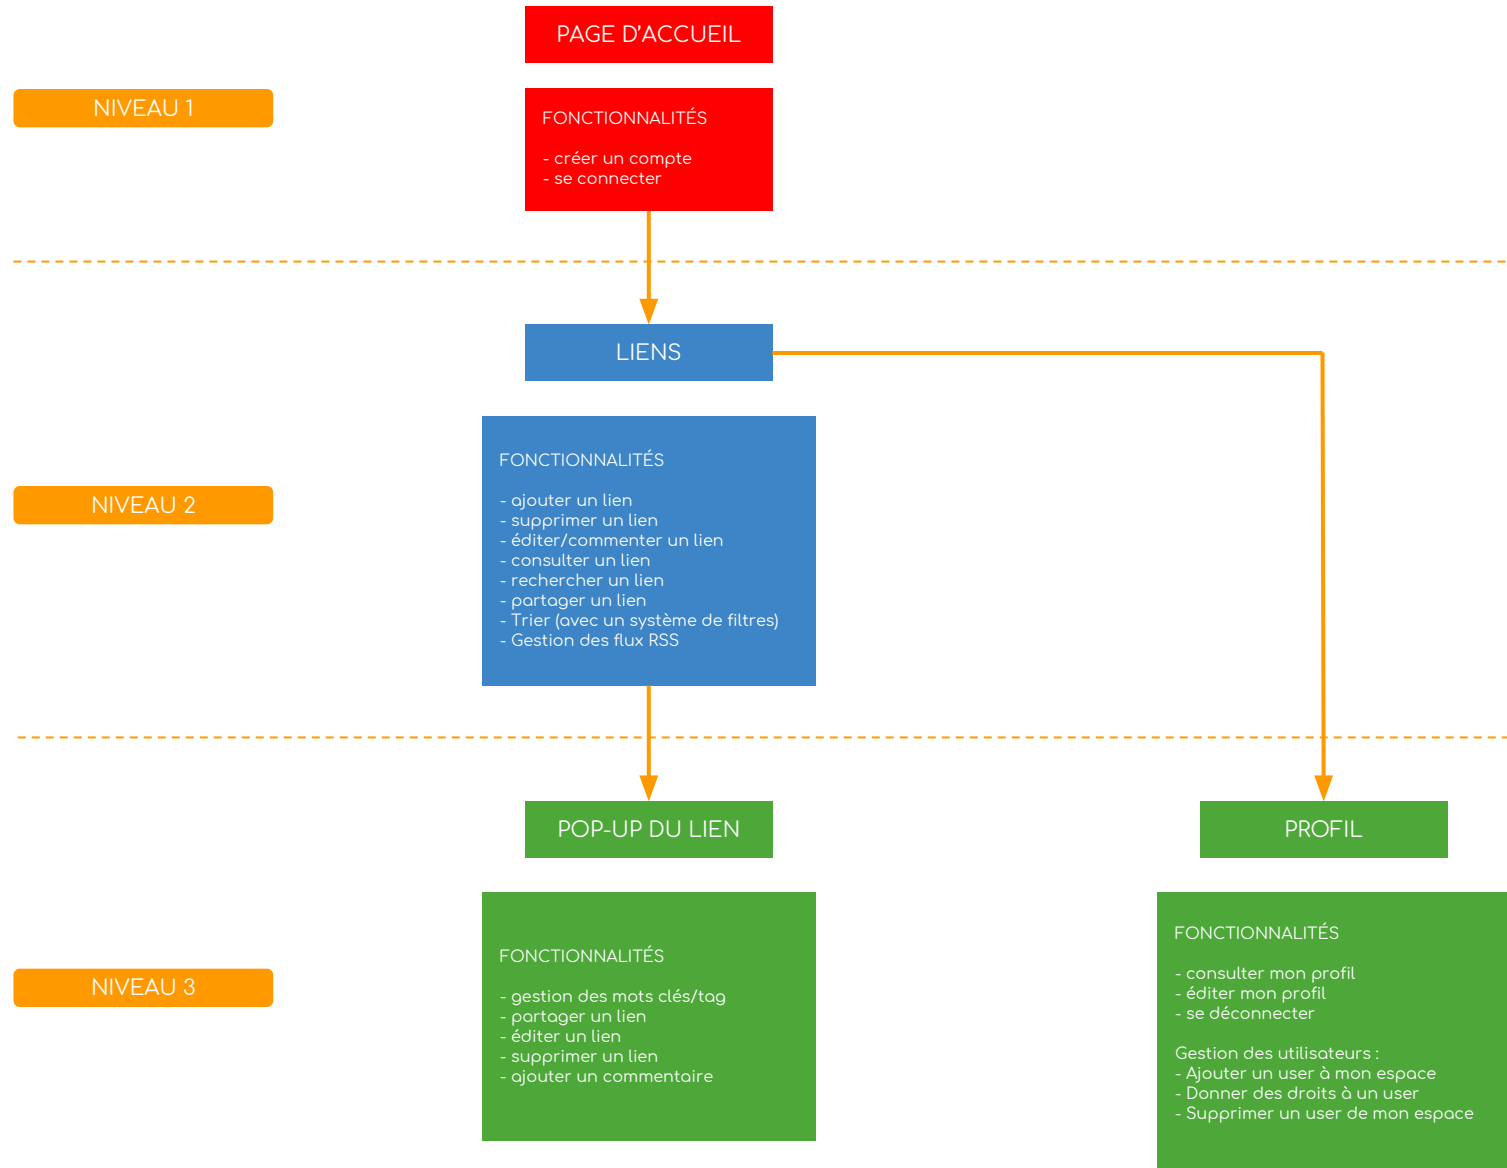 PAGE D'ACCUEIL
NIVEAU 1
FONCTIONNALITÉS
- créer un compte
- se connecter
LIENS
NIVEAU 2
FONCTIONNALITÉS
- ajouter un lien
- supprimer un lien
- éditer/commenter un lien
- consulter un lien
- rechercher un lien
- partager un lien
- Trier (avec un système de filtres)
- Gestion des flux RSS
POP-UP DU LIEN
PROFIL
NIVEAU 3
FONCTIONNALITÉS
- gestion des mots clés/tag
- partager un lien
- éditer un lien
- supprimer un lien
- ajouter un commentaire
FONCTIONNALITÉS
- consulter mon profil
- éditer mon profil
- se déconnecter
Gestion des utilisateurs :
- Ajouter un user à mon espace
- Donner des droits à un user
- Supprimer un user de mon espace